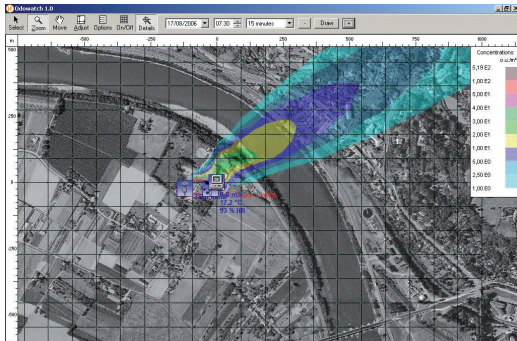 Odowatch 1.0
17/08/2006 07:30 15 minutes - Draw +
Select Zoom Move Adjust Options On/Off Details
m -500 -250 0 250 500 750 1000
500
250
0
-250
-500
Concentrations
o.u./m³
5,19 E2
1,00 E2
5,00 E1
4,00 E1
3,00 E1
2,00 E1
1,00 E1
5,00 E0
2,50 E0
1,00 E0
17,2 °C
93 % HR